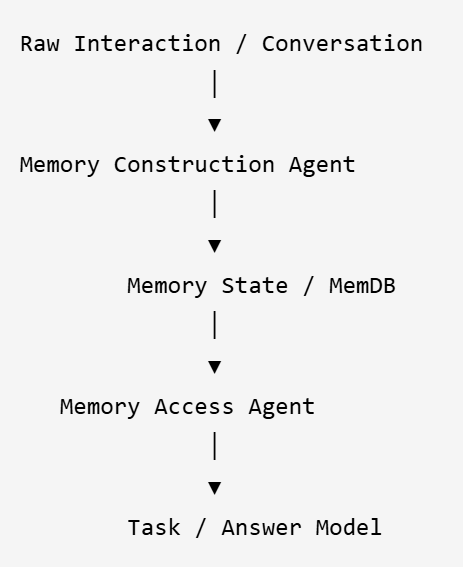 Raw Interaction / Conversation
│
▼
Memory Construction Agent
│
▼
Memory State / MemDB
│
▼
Memory Access Agent
│
▼
Task / Answer Model